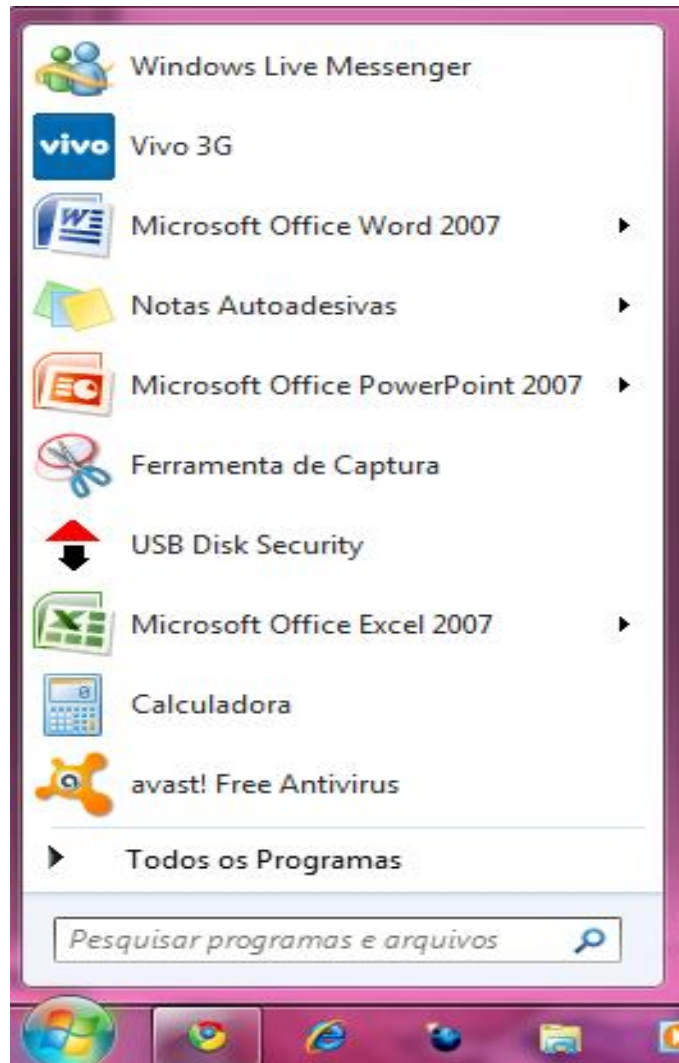 Windows Live Messenger
vivo Vivo 3G
Microsoft Office Word 2007
Notas Autoadesivas
Microsoft Office PowerPoint 2007
Ferramenta de Captura
USB Disk Security
Microsoft Office Excel 2007
Calculadora
avast! Free Antivirus
Todos os Programas
Pesquisar programas e arquivos